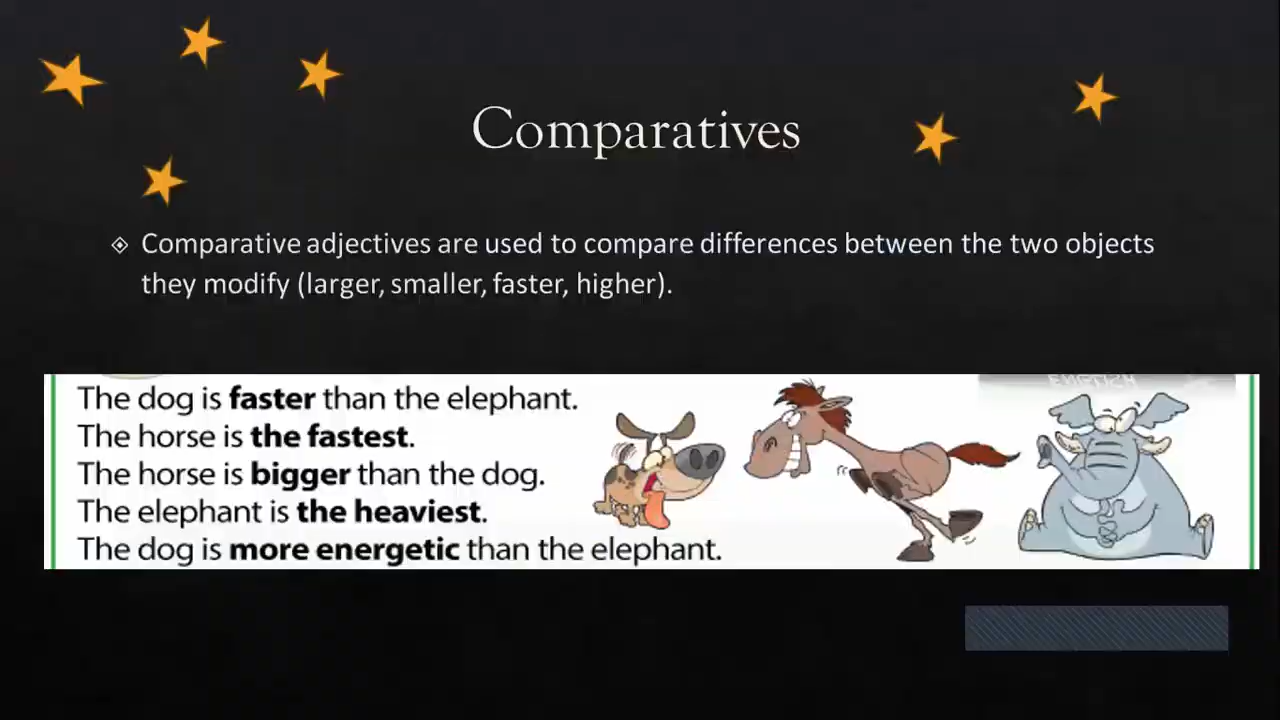 Comparatives
Comparative adjectives are used to compare differences between the two objects
they modify (larger, smaller, faster, higher).
The dog is faster than the elephant.
The horse is the fastest.
The horse is bigger than the dog.
The elephant is the heaviest.
The dog is more energetic than the elephant.